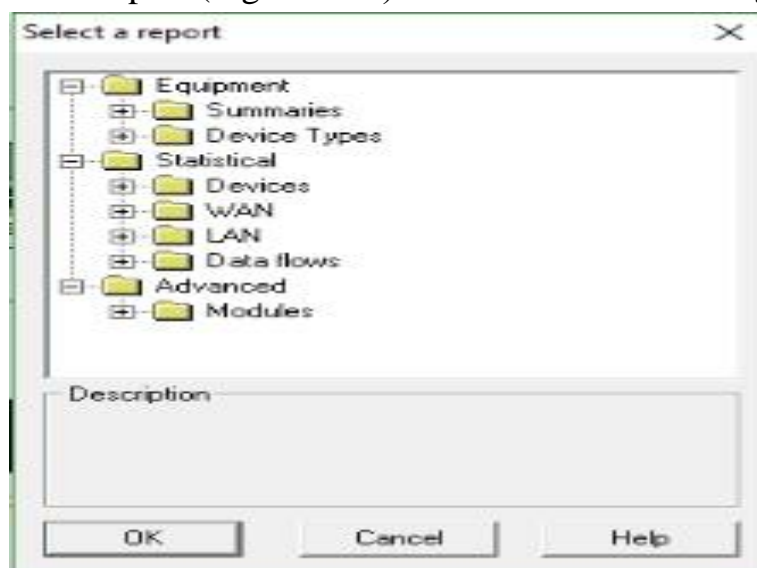 Select a report
Equipment
Summaries
Device Types
Statistical
Devices
WAN
LAN
Data flows
Advanced
Modules
Description
OK Cancel Help